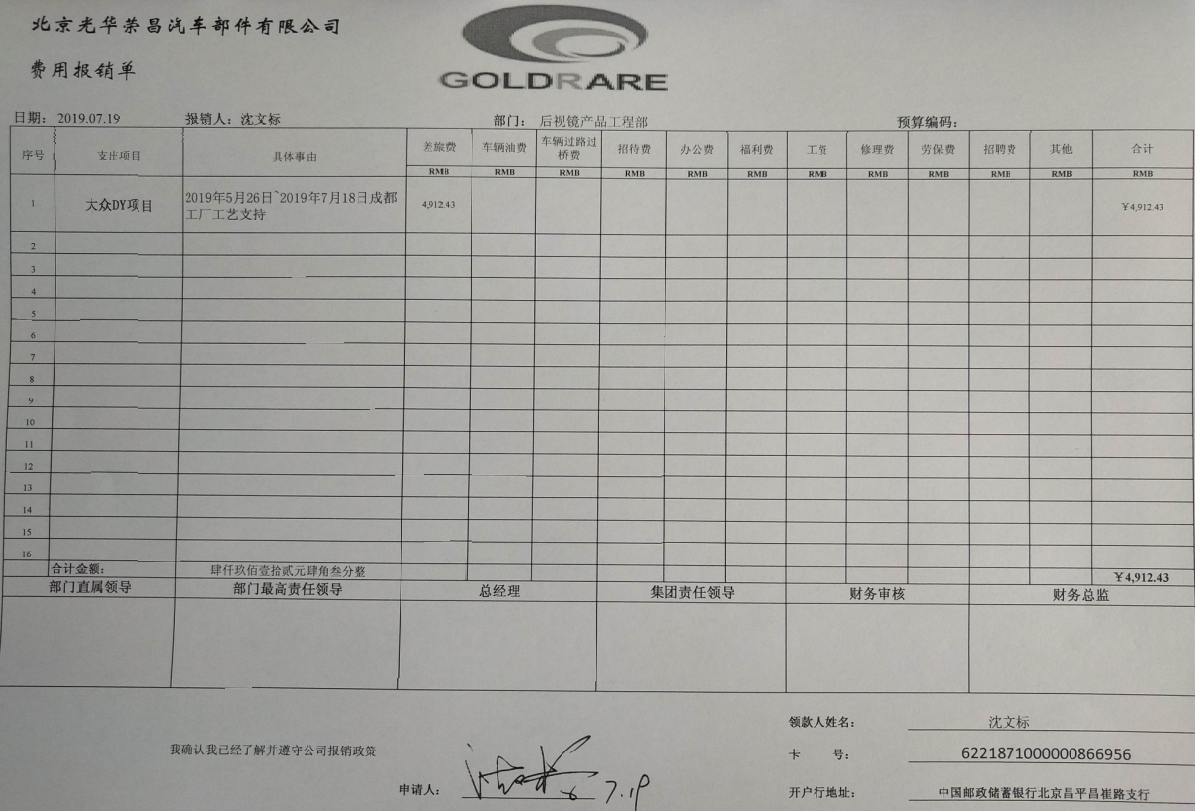 北京光华荣昌汽车部件有限公司
GOLDRARE
费用报销单
日期： 2019.07.19 报销人：沈文标 部门： 后视镜产品工程部 预算编码：
序号 支出项目 具体事由 差旅费 车辆油费 车辆过路过桥费 招待费 办公费 福利费 工资 修理费 劳保费 招聘费 其他 合计
RMB RMB RMB RMB RMB RMB RMB RMB RMB RMB RMB RMB
1 大众DY项目 2019年5月26日~2019年7月18日成都 4,912.43 ¥4,912.43
工厂工艺支持
2
3
4
5
6
7
8
9
10
11
12
13
14
15
16
合计金额： 肆仟玖佰壹拾贰元肆角叁分整 ¥4,912.43
部门直属领导 部门最高责任领导 总经理 集团责任领导 财务审核 财务总监
领款人姓名： 沈文标
我确认我已经了解并遵守公司报销政策
卡 号： 6221871000000866956
申请人： 7.19
开户行地址： 中国邮政储蓄银行北京昌平昌崔路支行